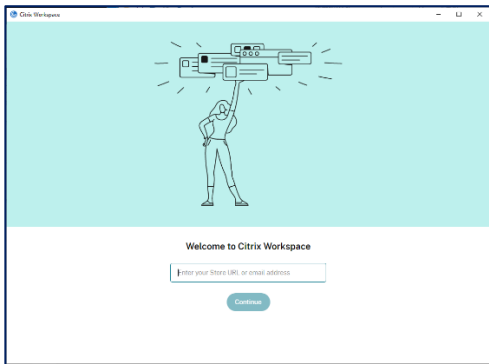 Citrix Workspace
Welcome to Citrix Workspace
Enter your Store URL or email address
Continue